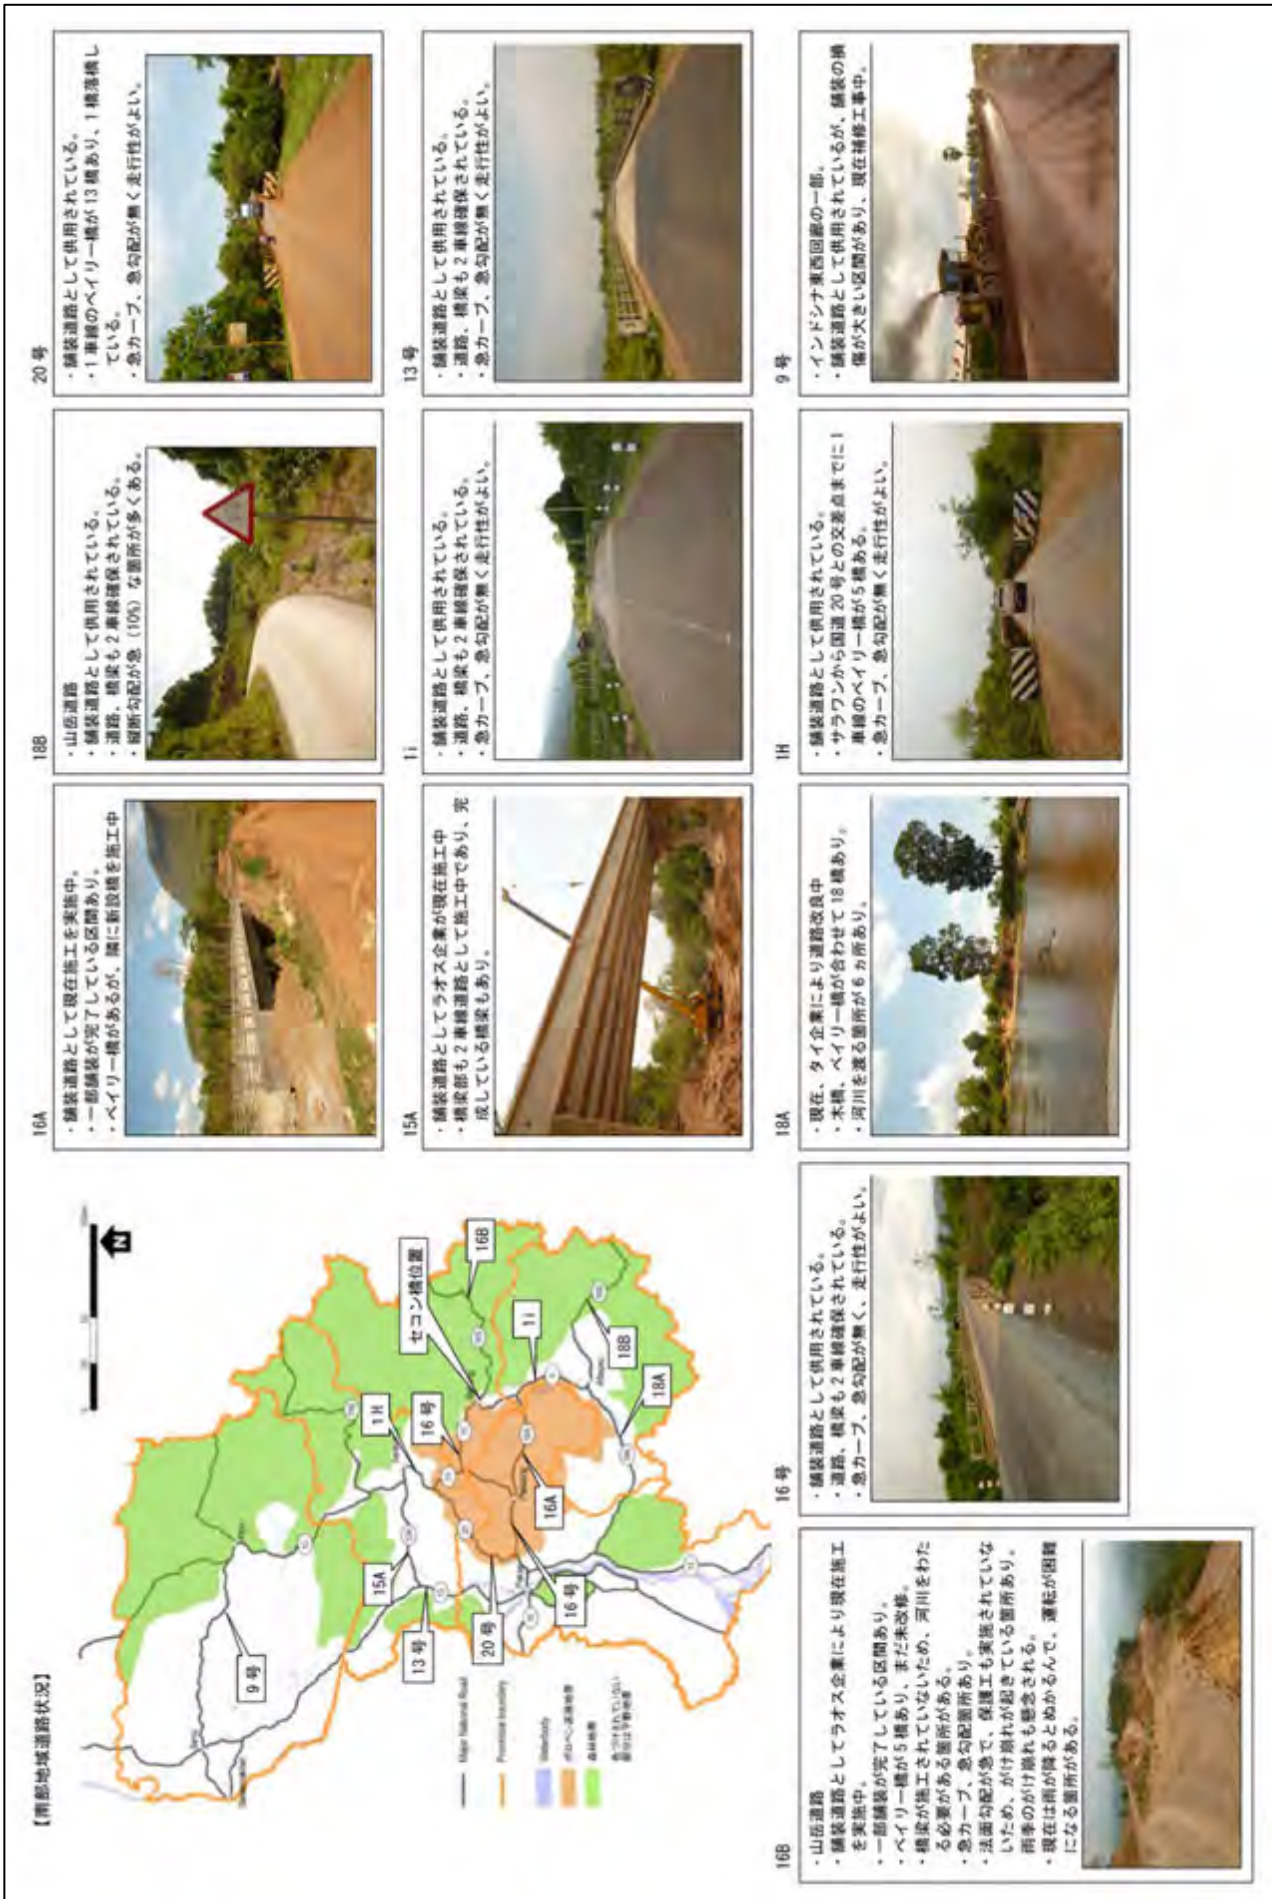 【南部地域道路状況】
9号
15A
13号
20号
16号
1H
16号
16A
セコン橋位置
16B
1i
18B
18A
N
Major National Road
Province boundary
Waterbody
ボロベン高原地帯
森林地帯
16A
・舗装道路として現在施工を実施中。
・一部舗装が完了している区間あり。
・ベイリー橋があるが、隣に新設橋を施工中
18B
・山岳道路
・舗装道路として供用されている。
・道路、橋梁も2車線確保されている。
・縦断勾配が急（10%）な箇所が多くある。
20号
・舗装道路として供用されている。
・1車線のベイリー橋が13橋あり、1橋落橋し
ている。
・急カーブ、急勾配が無く走行性がよい。
15A
・舗装道路としてラオス企業が現在施工中
・橋梁部も2車線道路として施工中であり、完
成している橋梁もあり。
1i
・舗装道路として供用されている。
・道路、橋梁も2車線確保されている。
・急カーブ、急勾配が無く走行性がよい。
13号
・舗装道路として供用されている。
・道路、橋梁も2車線確保されている。
・急カーブ、急勾配が無く走行性がよい。
16B
・山岳道路
・舗装道路としてラオス企業により現在施工
を実施中。
・一部舗装が完了している区間あり。
・ベイリー橋が5橋あり、まだ未改修。
・橋梁が施工されていないため、河川をわた
る必要がある箇所がある。
・急カーブ、急勾配箇所あり。
・法面勾配が急で、保護工も実施されていな
いため、がけ崩れが起きている箇所あり。
雨季のがけ崩れも懸念される。
・現在は雨が降るとぬかるんで、運転が困難
になる箇所がある。
16号
・舗装道路として供用されている。
・道路、橋梁も2車線確保されている。
・急カーブ、急勾配が無く、走行性がよい。
18A
・現在、タイ企業により道路改良中
・木橋、ベイリー橋が合わせて18橋あり。
・河川を渡る箇所が6ヵ所あり。
1H
・舗装道路として供用されている。
・サラワンから国道20号との交差点までに1
車線のベイリー橋が5橋ある。
・急カーブ、急勾配が無く走行性がよい。
9号
・インドシナ東西回廊の一部。
・舗装道路として供用されているが、舗装の損
傷が大きい区間があり、現在補修工事中。